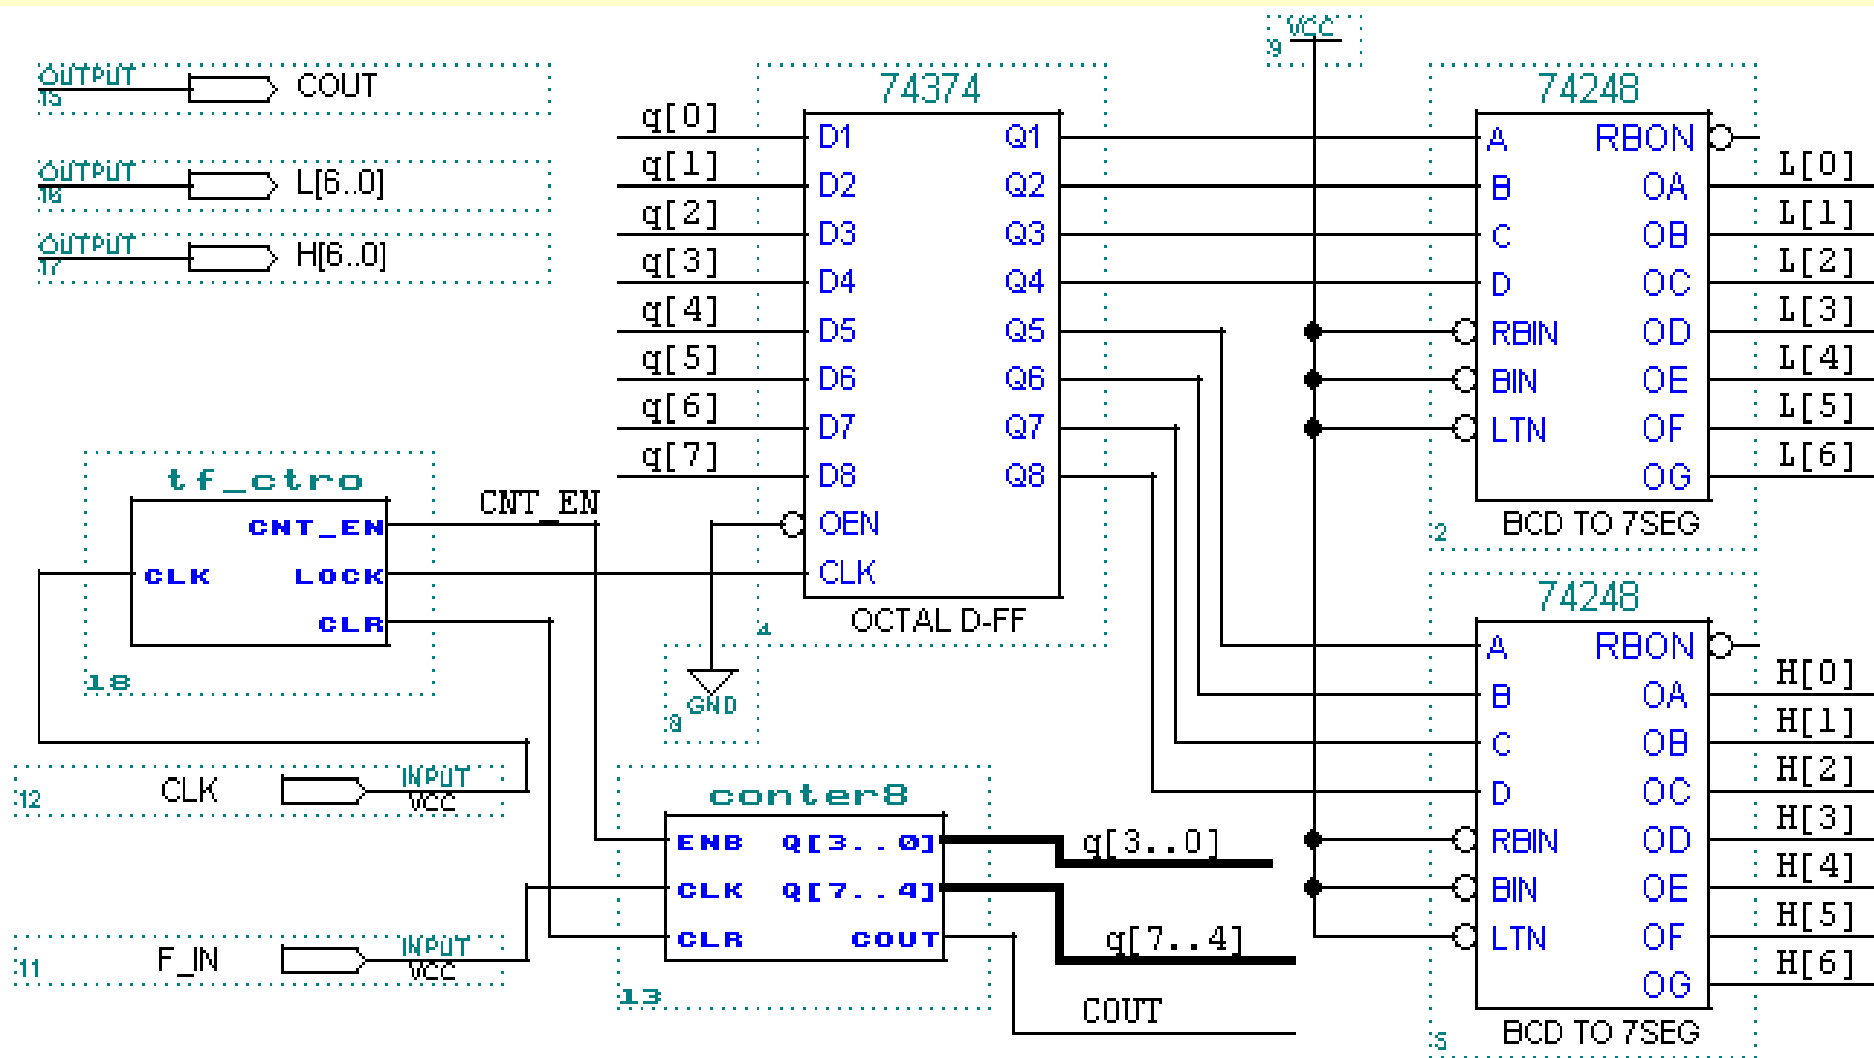 OUTPUT
15
COUT
OUTPUT
16
L[6..0]
OUTPUT
17
H[6..0]
q[0]
q[1]
q[2]
q[3]
q[4]
q[5]
q[6]
q[7]
74374
D1 Q1
D2 Q2
D3 Q3
D4 Q4
D5 Q5
D6 Q6
D7 Q7
D8 Q8
OEN
CLK
OCTAL D-FF
4
VCC
9
74248
A RBON
B OA
C OB
D OC
RBIN OD
BIN OE
LTN OF
OG
BCD TO 7SEG
2
L[0]
L[1]
L[2]
L[3]
L[4]
L[5]
L[6]
tf_ctro
CNT_EN
CLK LOCK
CLR
18
CNT_EN
GND
74248
A RBON
B OA
C OB
D OC
RBIN OD
BIN OE
LTN OF
OG
BCD TO 7SEG
H[0]
H[1]
H[2]
H[3]
H[4]
H[5]
H[6]
12
CLK
INPUT
VCC
11
F_IN
INPUT
VCC
conter8
ENB Q[3..0]
CLK Q[7..4]
CLR COUT
13
q[3..0]
q[7..4]
COUT